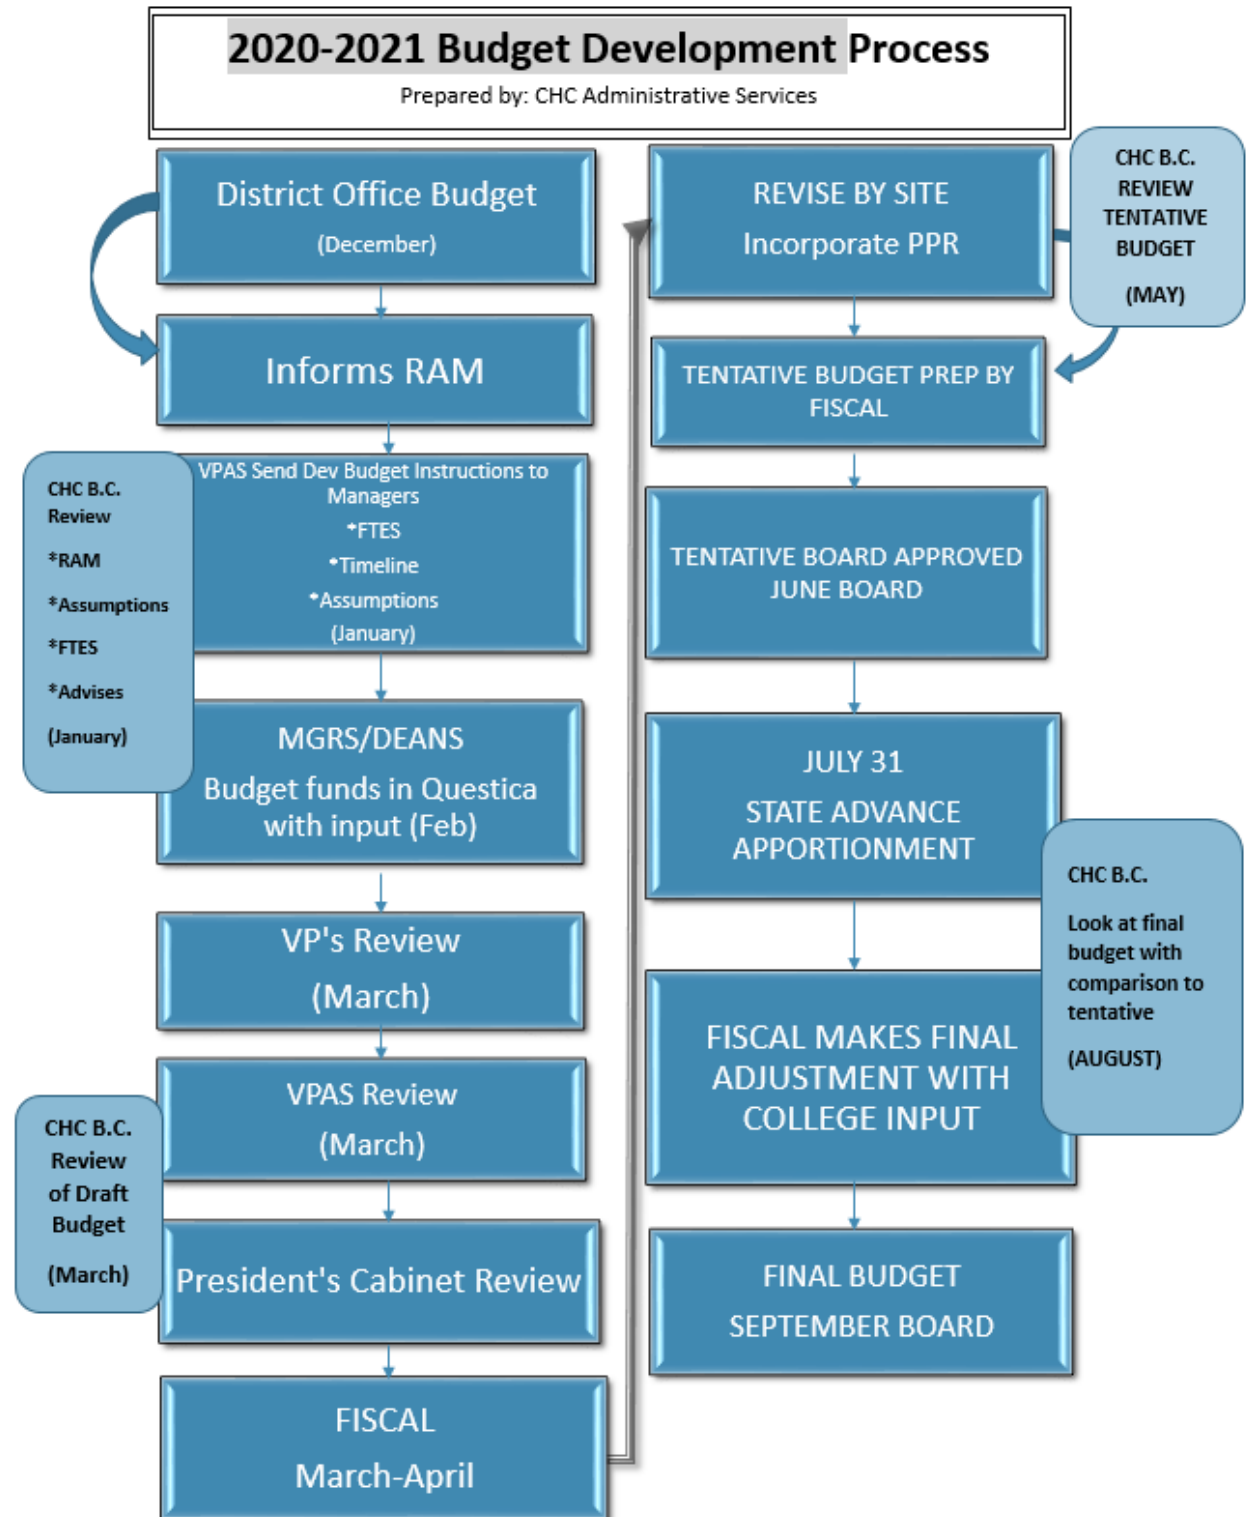 2020-2021 Budget Development Process
Prepared by: CHC Administrative Services
District Office Budget
(December)
Informs RAM
VPAS Send Dev Budget Instructions to
Managers
*FTES
*Timeline
*Assumptions
(January)
CHC B.C.
Review
*RAM
*Assumptions
*FTES
*Advises
(January)
MGRS/DEANS
Budget funds in Questica
with input (Feb)
VP's Review
(March)
VPAS Review
(March)
CHC B.C.
Review
of Draft
Budget
(March)
President's Cabinet Review
FISCAL
March-April
REVISE BY SITE
Incorporate PPR
CHC B.C.
REVIEW
TENTATIVE
BUDGET
(MAY)
TENTATIVE BUDGET PREP BY
FISCAL
TENTATIVE BOARD APPROVED
JUNE BOARD
JULY 31
STATE ADVANCE
APPORTIONMENT
CHC B.C.
Look at final
budget with
comparison to
tentative
(AUGUST)
FISCAL MAKES FINAL
ADJUSTMENT WITH
COLLEGE INPUT
FINAL BUDGET
SEPTEMBER BOARD